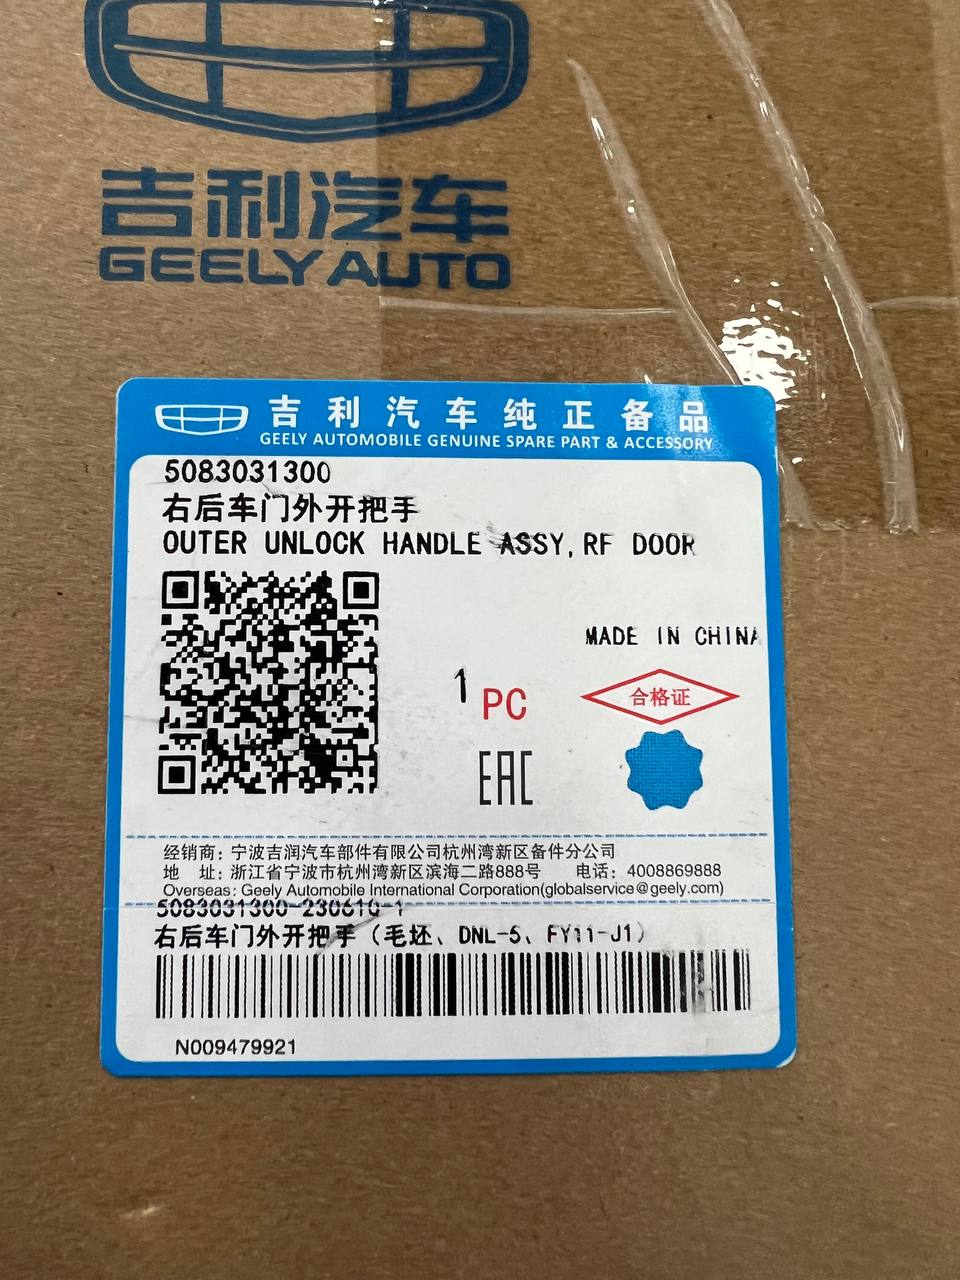 吉利汽车
GEELY AUTO
吉利汽车纯正备品
GEELY AUTOMOBILE GENUINE SPARE PART & ACCESSORY
5083031300
右后车门外开把手
OUTER UNLOCK HANDLE ASSY,RF DOOR
MADE IN CHINA
1 PC
合格证
EAC
经销商: 宁波吉润汽车部件有限公司杭州湾新区备件分公司
地 址: 浙江省宁波市杭州湾新区滨海二路888号 电话: 4008869888
Overseas: Geely Automobile International Corporation(globalservice@geely.com)
5083031300-23061Q-1
右后车门外开把手（毛坯、DNL-5、FY11-J1）
N009479921